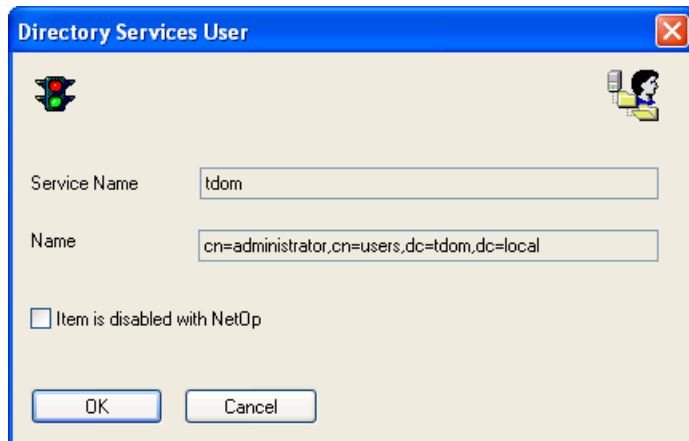 Directory Services User
Service Name tdom
Name cn=administrator,cn=users,dc=tdom,dc=local
Item is disabled with NetOp
OK Cancel